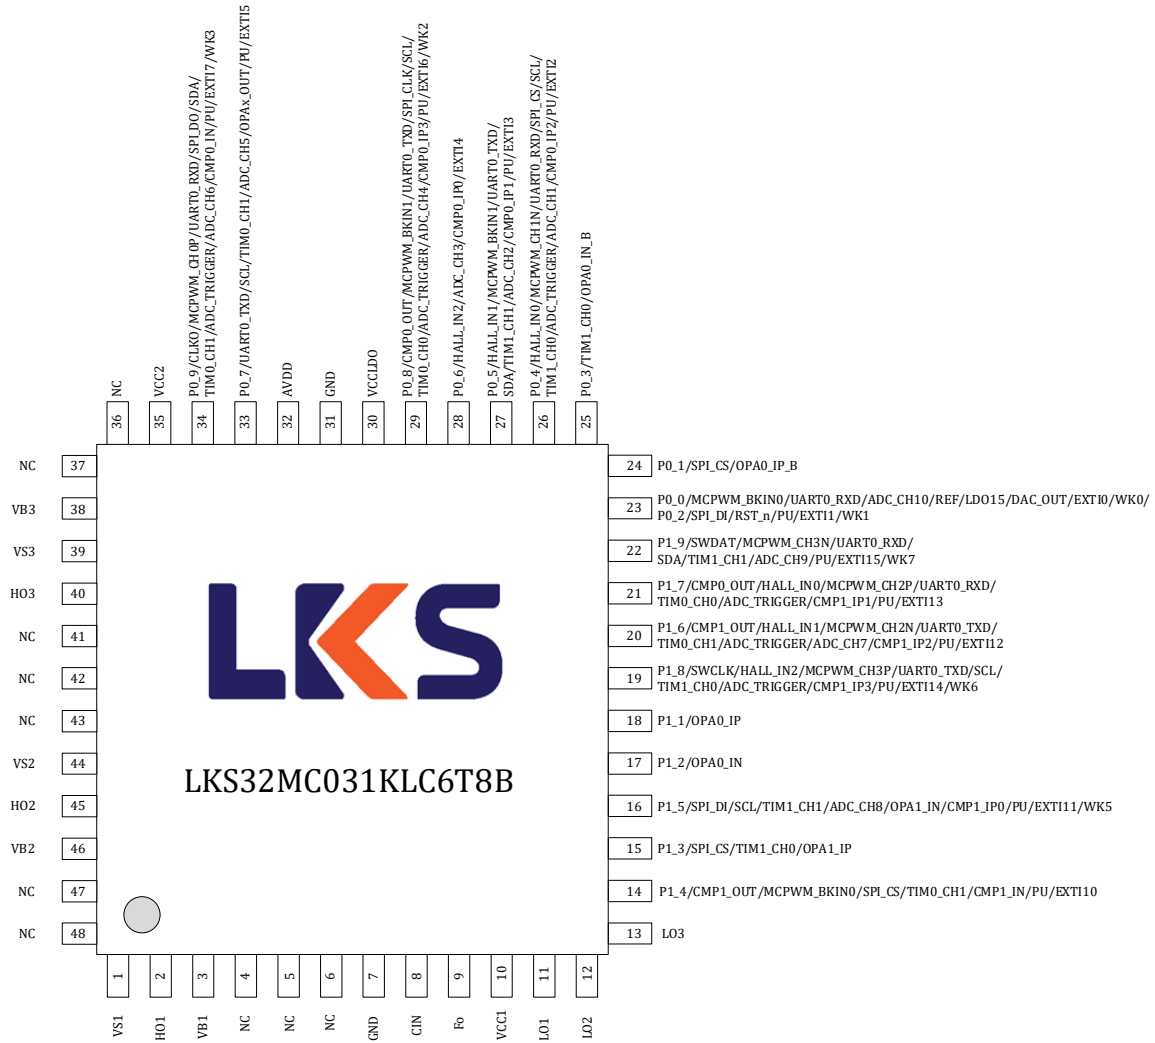 P0_9/CLKO/MCPWM_CH0P/UART0_RXD/SPI_DO/SDA/
TIM0_CH1/ADC_TRIGGER/ADC_CH6/CMP0_IN/PU/EXTI7/WK3
P0_7/UART0_TXD/SCL/TIM0_CH1/ADC_CH5/OPAx_OUT/PU/EXTI5
P0_8/CMP0_OUT/MCPWM_BKIN1/UART0_TXD/SPI_CLK/SCL/
TIM0_CH0/ADC_TRIGGER/ADC_CH4/CMP0_IP3/PU/EXTI6/WK2
P0_6/HALL_IN2/ADC_CH3/CMP0_IP0/EXTI4
P0_5/HALL_IN1/MCPWM_BKIN1/UART0_TXD/
SDA/TIM1_CH1/ADC_CH2/CMP0_IP1/PU/EXTI3
P0_4/HALL_IN0/MCPWM_CH1N/UART0_RXD/SPI_CS/SCL/
TIM1_CH0/ADC_TRIGGER/ADC_CH1/CMP0_IP2/PU/EXTI2
P0_3/TIM1_CH0/OPA0_IN_B
NC
VCC2
AVDD
GND
VCCLDO
36
35
34
33
32
31
30
29
28
27
26
25
NC 37
VB3 38
VS3 39
HO3 40
NC 41
NC 42
NC 43
VS2 44
HO2 45
VB2 46
NC 47
NC 48
24 P0_1/SPI_CS/OPA0_IP_B
23 P0_0/MCPWM_BKIN0/UART0_RXD/ADC_CH10/REF/LDO15/DAC_OUT/EXTI0/WK0/
P0_2/SPI_DI/RST_n/PU/EXTI1/WK1
22 P1_9/SWDAT/MCPWM_CH3N/UART0_RXD/
SDA/TIM1_CH1/ADC_CH9/PU/EXTI15/WK7
21 P1_7/CMP0_OUT/HALL_IN0/MCPWM_CH2P/UART0_RXD/
TIM0_CH0/ADC_TRIGGER/CMP1_IP1/PU/EXTI13
20 P1_6/CMP1_OUT/HALL_IN1/MCPWM_CH2N/UART0_TXD/
TIM0_CH1/ADC_TRIGGER/ADC_CH7/CMP1_IP2/PU/EXTI12
19 P1_8/SWCLK/HALL_IN2/MCPWM_CH3P/UART0_TXD/SCL/
TIM1_CH0/ADC_TRIGGER/CMP1_IP3/PU/EXTI14/WK6
18 P1_1/OPA0_IP
17 P1_2/OPA0_IN
16 P1_5/SPI_DI/SCL/TIM1_CH1/ADC_CH8/OPA1_IN/CMP1_IP0/PU/EXTI11/WK5
15 P1_3/SPI_CS/TIM1_CH0/OPA1_IP
14 P1_4/CMP1_OUT/MCPWM_BKIN0/SPI_CS/TIM0_CH1/CMP1_IN/PU/EXTI10
13 LO3
LKS
LKS32MC031KLC6T8B
1
2
3
4
5
6
7
8
9
10
11
12
VS1
HO1
VB1
NC
NC
NC
GND
CIN
Fo
VCC1
LO1
LO2